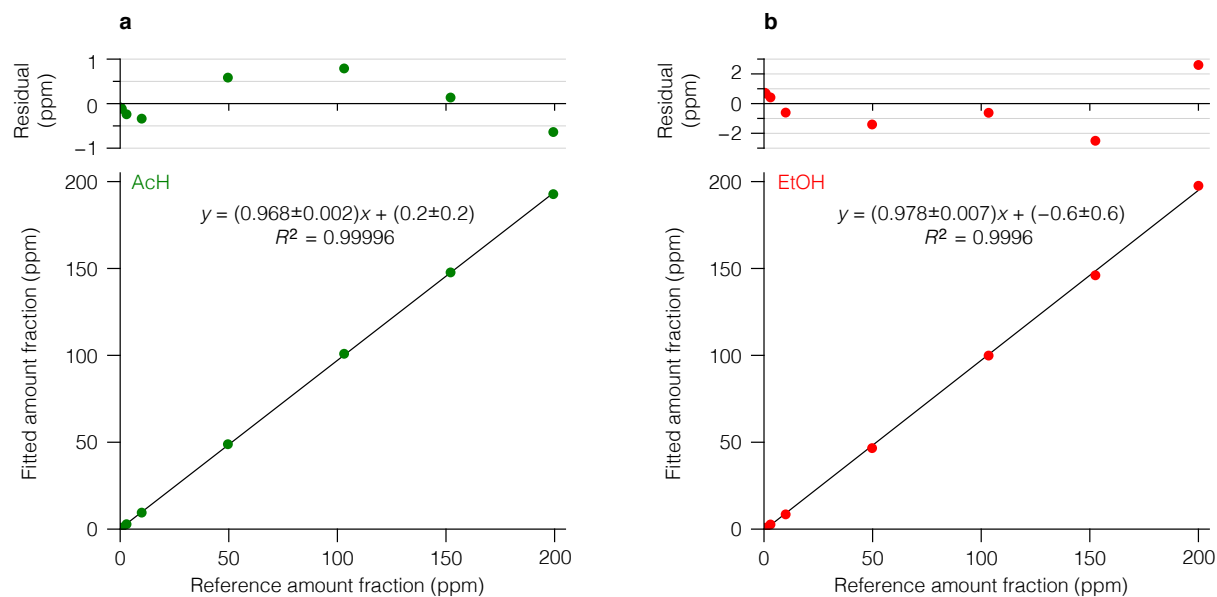 a
Residual
(ppm)
1
0
−1
AcH
y = (0.968±0.002)x + (0.2±0.2)
R² = 0.99996
Fitted amount fraction (ppm)
200
150
100
50
0
0 50 100 150 200
Reference amount fraction (ppm)
b
Residual
(ppm)
2
0
−2
EtOH
y = (0.978±0.007)x + (−0.6±0.6)
R² = 0.9996
Fitted amount fraction (ppm)
200
150
100
50
0
0 50 100 150 200
Reference amount fraction (ppm)